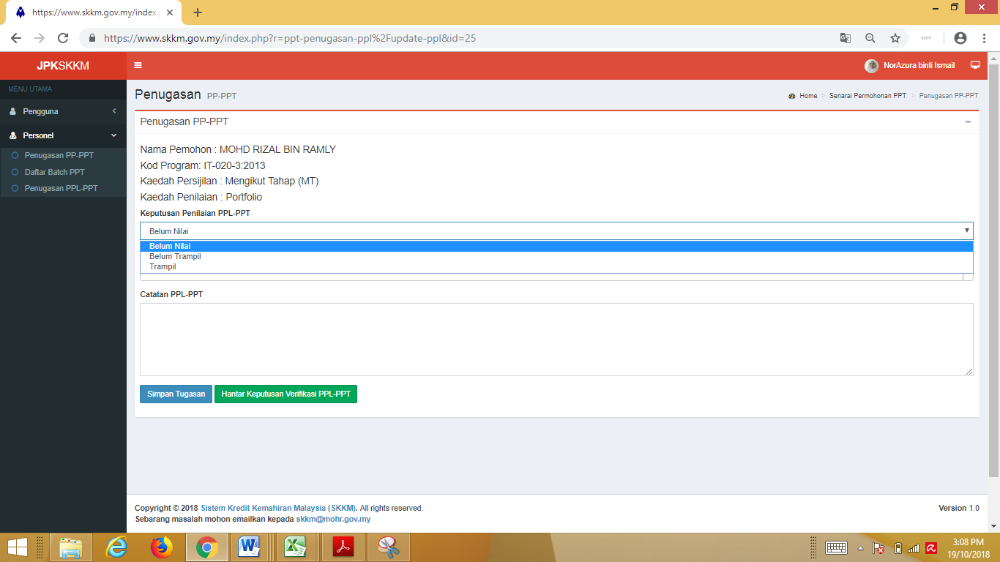 https://www.skkm.gov.my/index.
https://www.skkm.gov.my/index.php?r=ppt-penugasan-ppl%2Fupdate-ppl&id=25
JPKSKKM
NorAzura binti Ismail
MENU UTAMA
Pengguna
Personel
Penugasan PP-PPT
Daftar Batch PPT
Penugasan PPL-PPT
Penugasan PP-PPT
Home > Senarai Permohonan PPT > Penugasan PP-PPT
Penugasan PP-PPT
Nama Pemohon : MOHD RIZAL BIN RAMLY
Kod Program: IT-020-3:2013
Kaedah Persijilan : Mengikut Tahap (MT)
Kaedah Penilaian : Portfolio
Keputusan Penilaian PPL-PPT
Belum Nilai
Belum Nilai
Belum Trampil
Trampil
Catatan PPL-PPT
Simpan Tugasan
Hantar Keputusan Verifikasi PPL-PPT
Copyright © 2018 Sistem Kredit Kemahiran Malaysia (SKKM). All rights reserved.
Version 1.0
Sebarang masalah mohon emailkan kepada skkm@mohr.gov.my
3:08 PM
19/10/2018